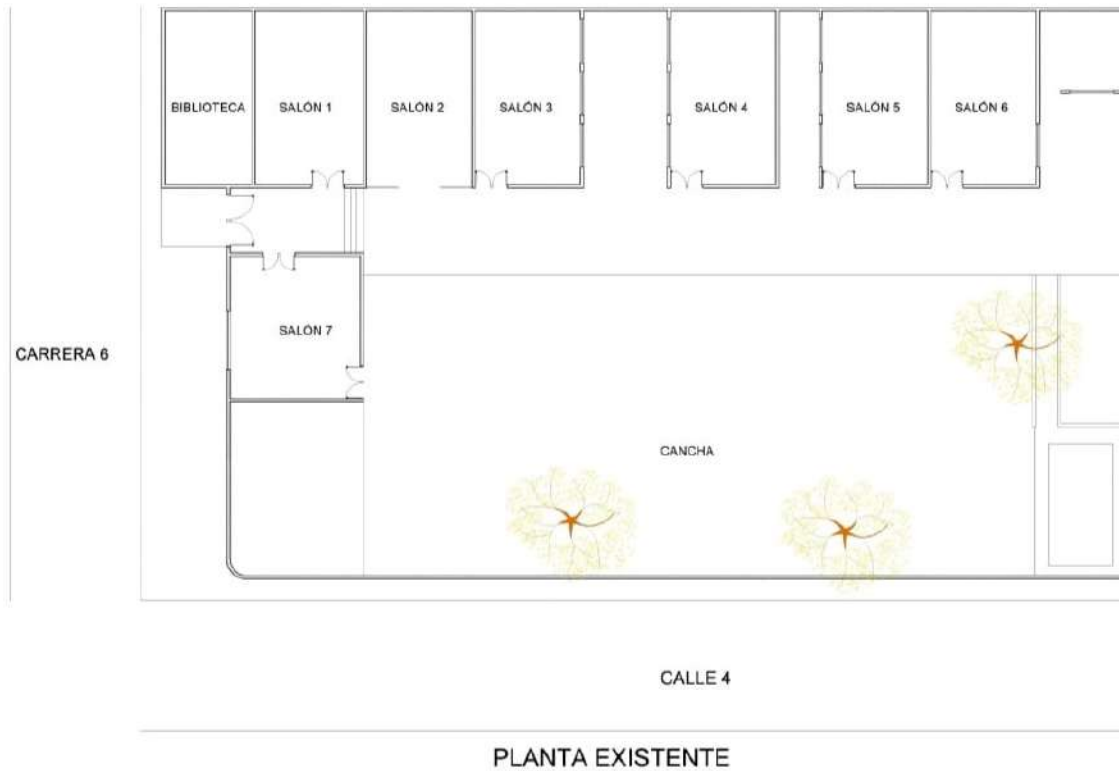 BIBLIOTECA
SALÓN 1
SALÓN 2
SALÓN 3
SALÓN 4
SALÓN 5
SALÓN 6
SALÓN 7
CARRERA 6
CANCHA
CALLE 4
PLANTA EXISTENTE